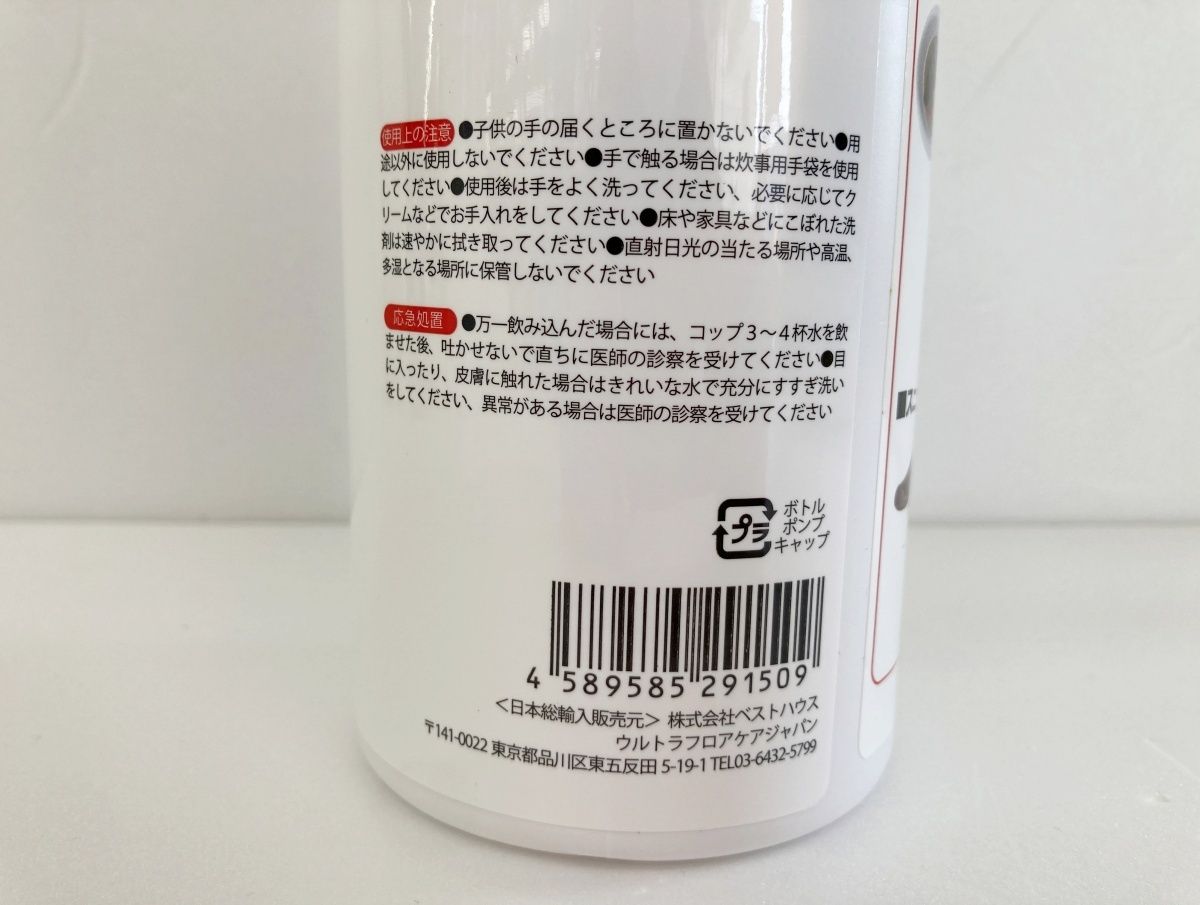 使用上の注意 ●子供の手の届くところに置かないでください●用
途以外に使用しないでください●手で触る場合は炊事用手袋を使用
してください●使用後は手をよく洗ってください、必要に応じてク
リームなどでお手入れをしてください●床や家具などにこぼれた洗
剤は速やかに拭き取ってください●直射日光の当たる場所や高温、
多湿となる場所に保管しないでください
応急処置 ●万一飲み込んだ場合には、コップ3〜4杯水を飲
ませた後、吐かせないで直ちに医師の診察を受けてください●目
に入ったり、皮膚に触れた場合はきれいな水で充分にすすぎ洗い
をしてください、異常がある場合は医師の診察を受けてください
プラ
ボトル
ポンプ
キャップ
4 589585 291509
＜日本総輸入販売元＞ 株式会社ベストハウス
ウルトラフロアケアジャパン
〒141-0022 東京都品川区東五反田 5-19-1 TEL03-6432-5799